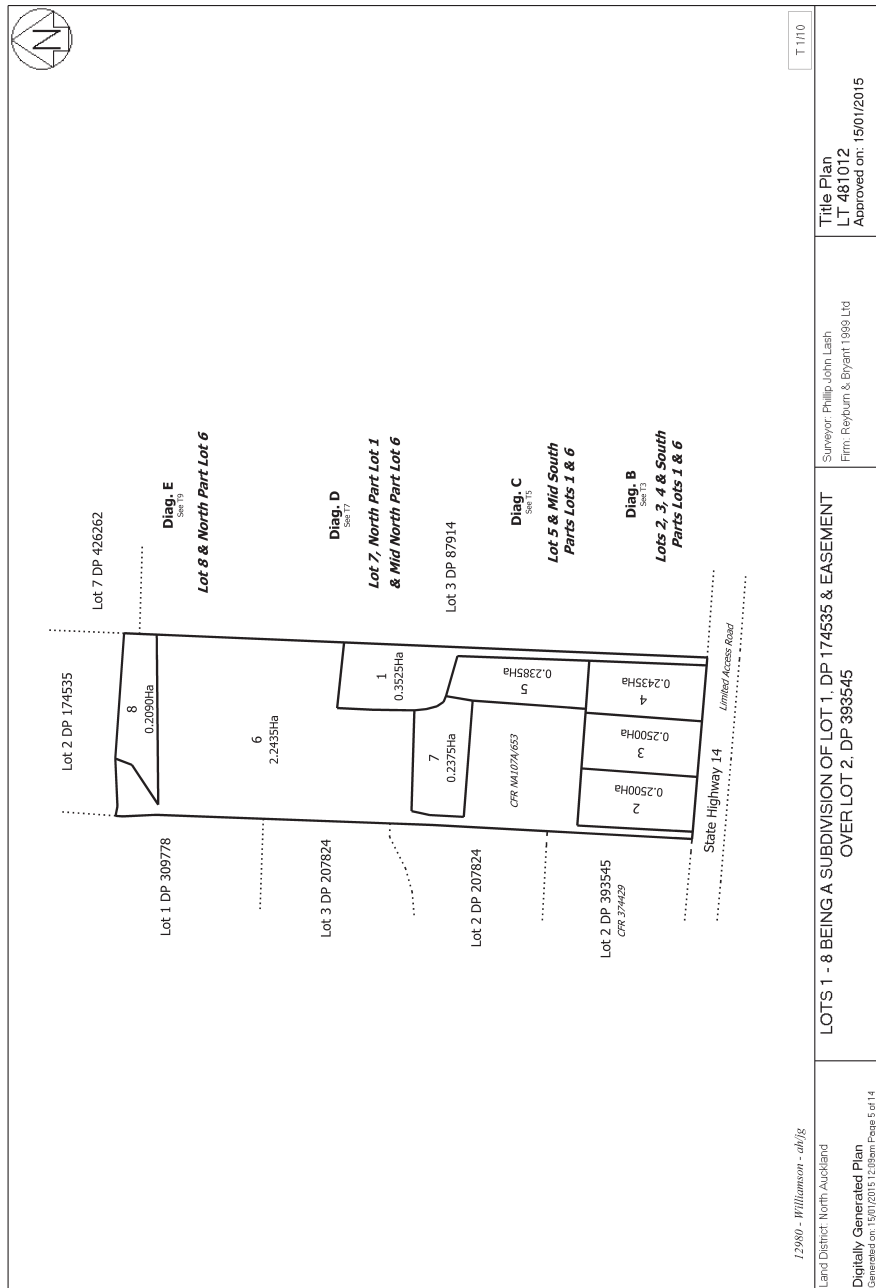 N
Lot 2 DP 174535
Lot 7 DP 426262
8
0.2090Ha
Diag. E
See T9
Lot 8 & North Part Lot 6
Lot 1 DP 309778
6
2.2435Ha
Lot 3 DP 207824
1
0.3525Ha
Diag. D
See T7
Lot 7, North Part Lot 1
& Mid North Part Lot 6
7
0.2375Ha
Lot 3 DP 87914
Lot 2 DP 207824
CFR NA107A/653
5
0.2385Ha
Diag. C
See T5
Lot 5 & Mid South
Parts Lots 1 & 6
Lot 2 DP 393545
CFR 374429
2
0.2500Ha
3
0.2500Ha
4
0.2435Ha
Diag. B
See T3
Lots 2, 3, 4 & South
Parts Lots 1 & 6
State Highway 14
Limited Access Road
12980 - Williamson - ah/jg
T 1/10
Land District: North Auckland
Digitally Generated Plan
Generated on: 15/01/2015 12:09am Page 5 of 14
LOTS 1 - 8 BEING A SUBDIVISION OF LOT 1, DP 174535 & EASEMENT
OVER LOT 2, DP 393545
Surveyor: Phillip John Lash
Firm: Reyburn & Bryant 1999 Ltd
Title Plan
LT 481012
Approved on: 15/01/2015